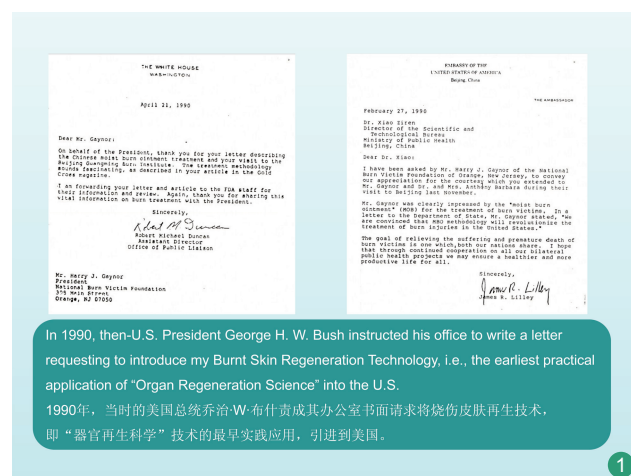 THE WHITE HOUSE
WASHINGTON
April 11, 1990
Dear Mr. Gaynor:
On behalf of the President, thank you for your letter describing
the Chinese moist burn ointment treatment and your visit to the
Beijing Guangming Burn Institute. The treatment methodology
sounds fascinating, as described in your article in the Gold
Cross magazine.
I am forwarding your letter and article to the FDA staff for
their information and review. Again, thank you for sharing this
vital information on burn treatment with the President.
Sincerely,
Robert Michael Duncan
Assistant Director
Office of Public Liaison
Mr. Harry J. Gaynor
President
National Burn Victim Foundation
Main Street
Orange, NJ 07050
EMBASSY OF THE
UNITED STATES OF AMERICA
Beijing, China
THE AMBASSADOR
February 27, 1990
Dr. Xiao Ziren
Director of the Scientific and
Technological Bureau
Ministry of Public Health
Beijing, China
Dear Dr. Xiao:
I have been asked by Mr. Harry J. Gaynor of the National
Burn Victim Foundation of Orange, New Jersey, to convey
our appreciation for the courtesy which you extended to
Mr. Gaynor and Dr. and Mrs. Anthony Barbara during their
visit to Beijing last November.
Mr. Gaynor was clearly impressed by the "moist burn
ointment" (MOB) for the treatment of burn victims. In a
letter to the Department of State, Mr. Gaynor stated, "We
are convinced that MBO methodology will revolutionize the
treatment of burn injuries in the United States."
The goal of relieving the suffering and premature death of
burn victims is one which both our nations share. I hope
that through continued cooperation on all our bilateral
public health projects we may ensure a healthier and more
productive life for all.
Sincerely,
James R. Lilley
James R. Lilley
In 1990, then-U.S. President George H. W. Bush instructed his office to write a letter
requesting to introduce my Burnt Skin Regeneration Technology, i.e., the earliest practical
application of “Organ Regeneration Science” into the U.S.
1990年，当时的美国总统乔治·W·布什责成其办公室书面请求将烧伤皮肤再生技术，
即“器官再生科学”技术的最早实践应用，引进到美国。
1